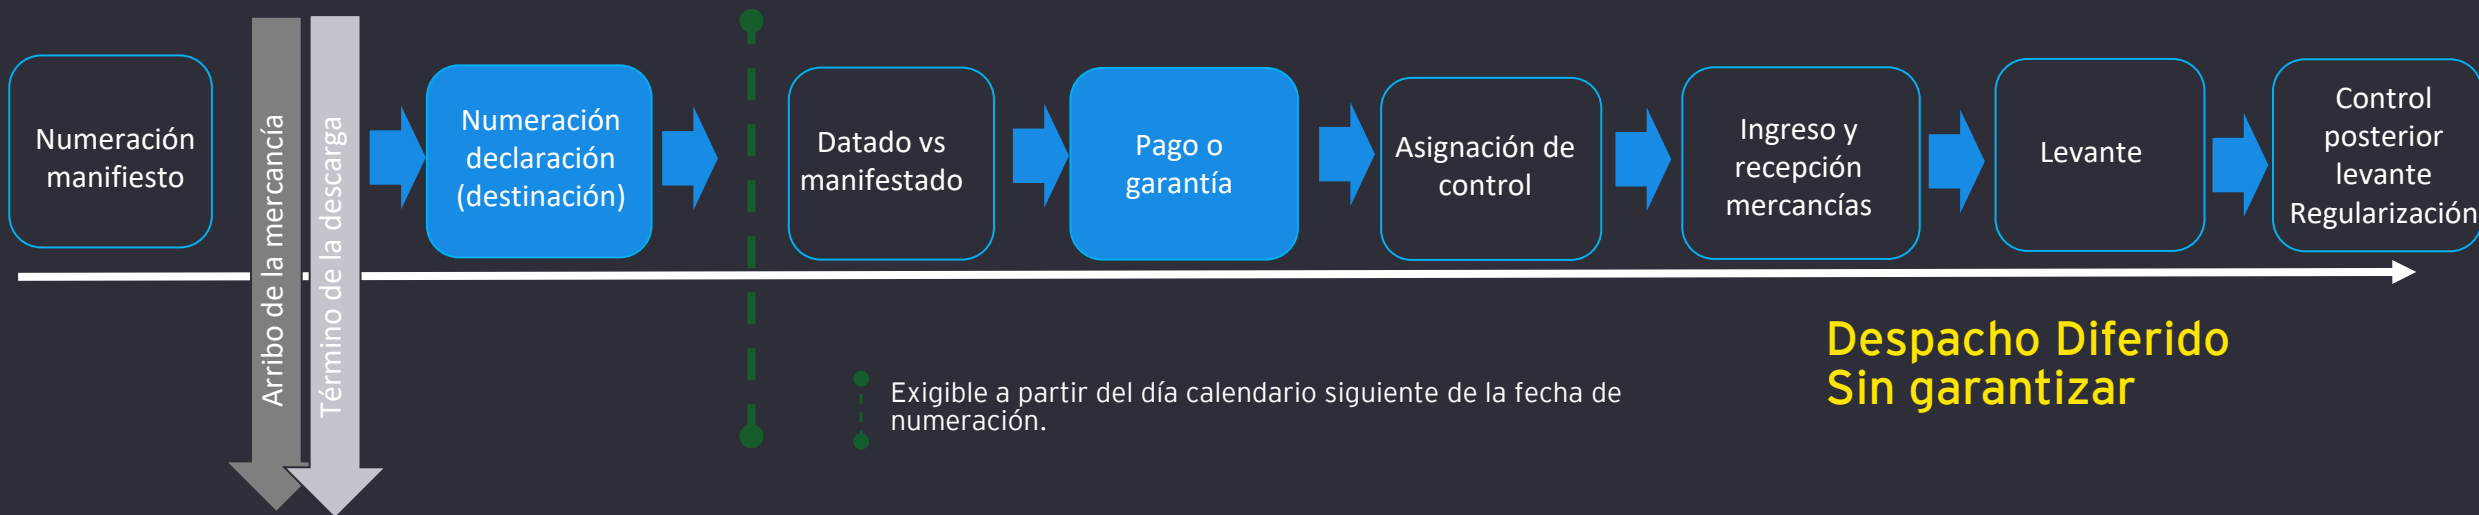 Numeración
manifiesto
Arribo de la mercancía
Término de la descarga
Numeración
declaración
(destinación)
Datado vs
manifestado
Pago o
garantía
Asignación de
control
Ingreso y
recepción
mercancías
Levante
Control
posterior
levante
Regularización
Exigible a partir del día calendario siguiente de la fecha de
numeración.
Despacho Diferido
Sin garantizar